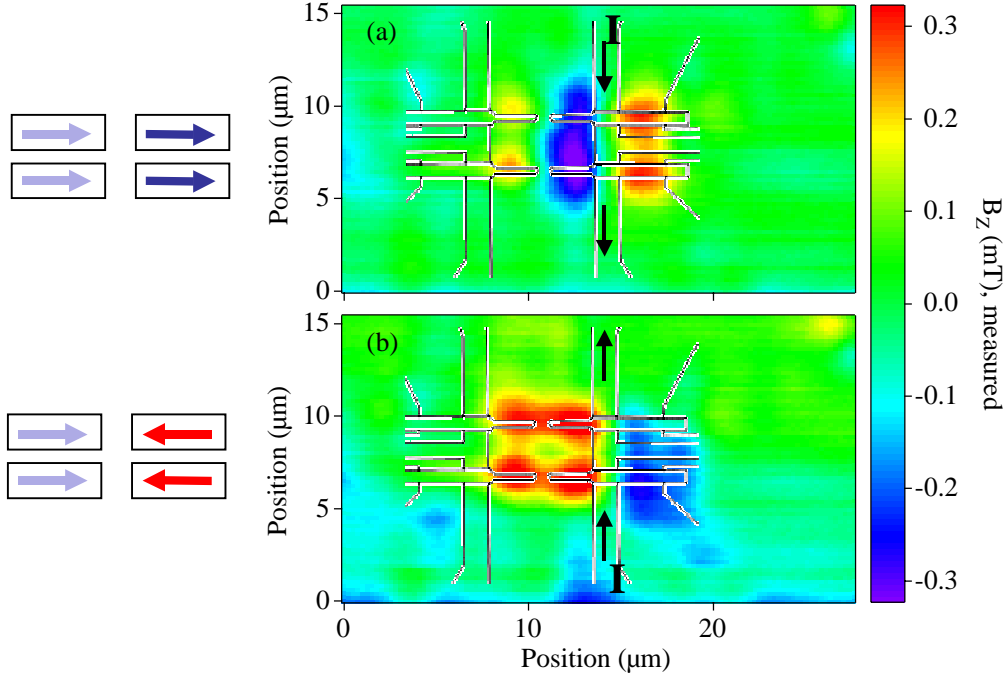 15
10
5
0
Position (µm)
(a)
I
15
10
5
0
Position (µm)
(b)
I
0
10
20
Position (µm)
0.3
0.2
0.1
0.0
-0.1
-0.2
-0.3
B_Z (mT), measured